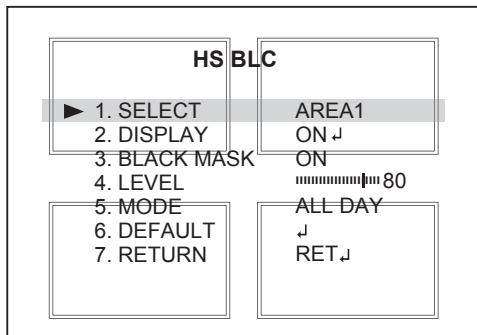 HS BLC
► 1. SELECT AREA1
2. DISPLAY ON ↲
3. BLACK MASK ON
4. LEVEL 80
5. MODE ALL DAY
6. DEFAULT ↲
7. RETURN RET↲